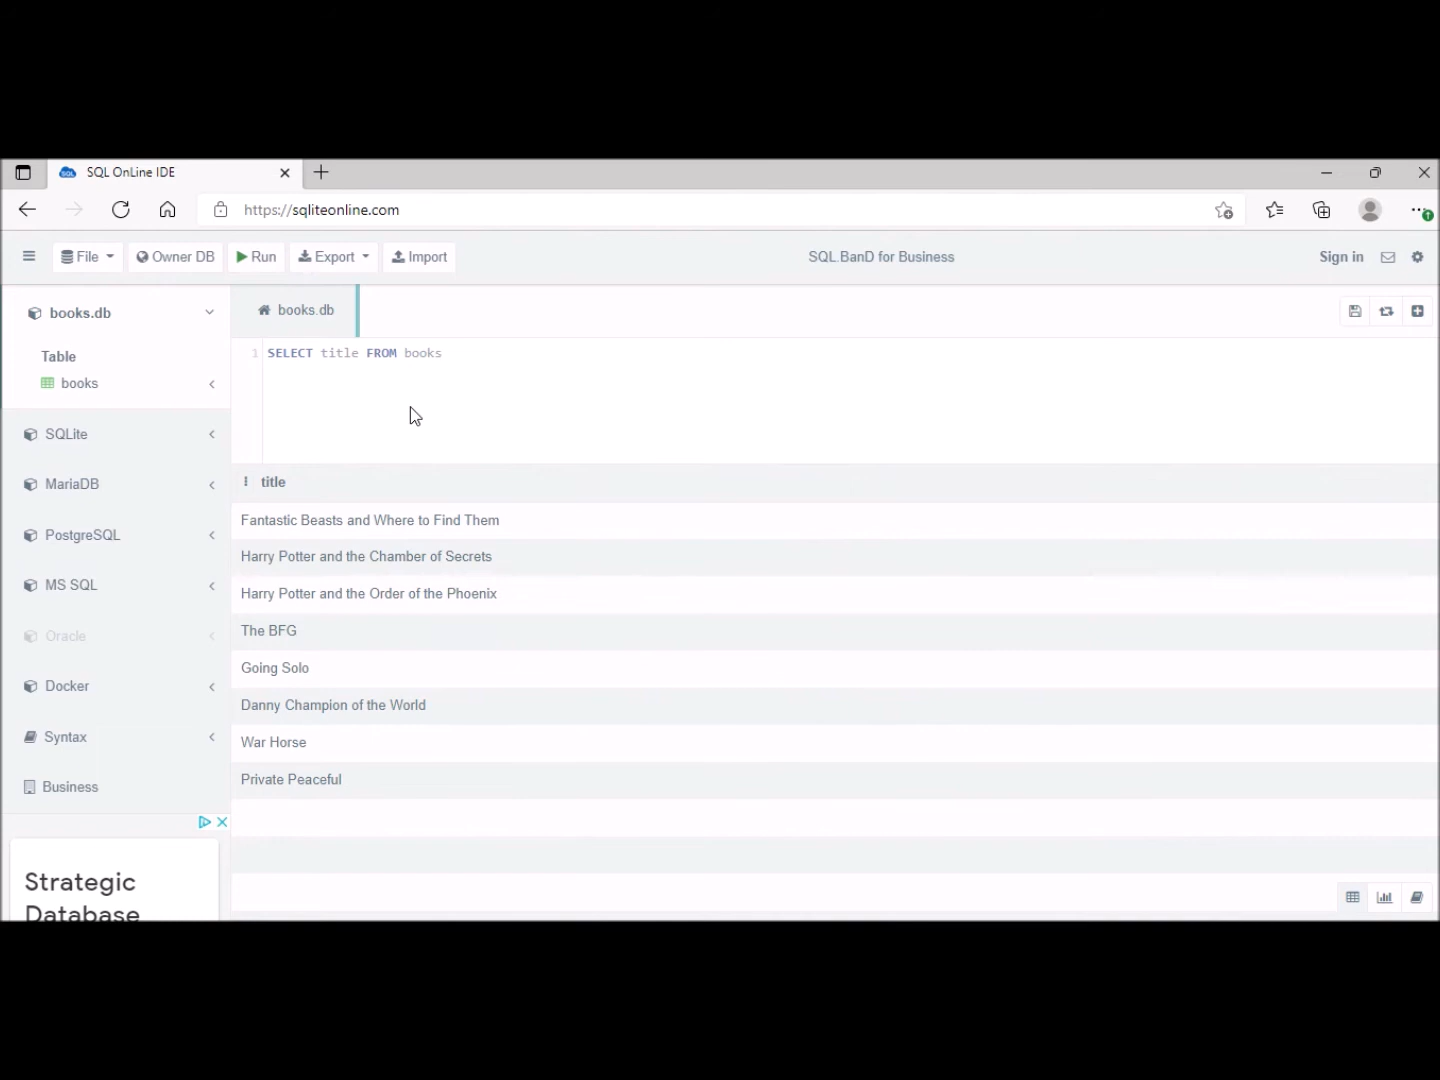 SQL OnLine IDE
https://sqliteonline.com
File
Owner DB
Run
Export
Import
SQL.BanD for Business
Sign in
books.db
books.db
Table
books
1 SELECT title FROM books
SQLite
MariaDB
PostgreSQL
MS SQL
Oracle
Docker
Syntax
Business
title
Fantastic Beasts and Where to Find Them
Harry Potter and the Chamber of Secrets
Harry Potter and the Order of the Phoenix
The BFG
Going Solo
Danny Champion of the World
War Horse
Private Peaceful
Strategic
Database